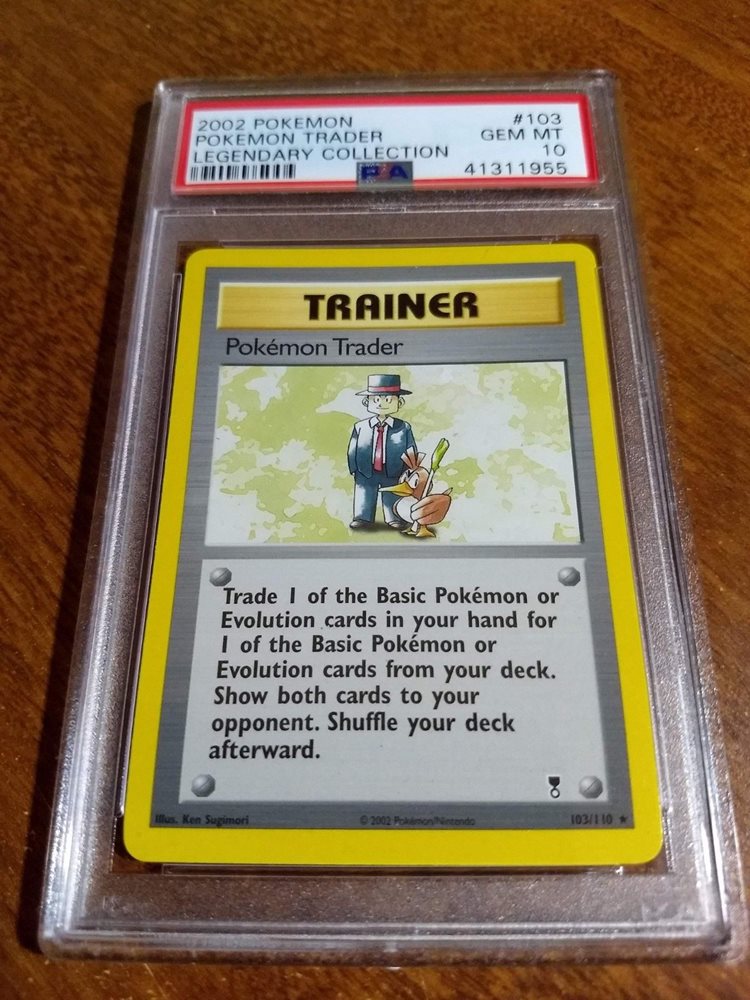 2002 POKEMON #103
POKEMON TRADER GEM MT
LEGENDARY COLLECTION 10
PSA 41311955
TRAINER
Pokémon Trader
Trade 1 of the Basic Pokémon or
Evolution cards in your hand for
1 of the Basic Pokémon or
Evolution cards from your deck.
Show both cards to your
opponent. Shuffle your deck
afterward.
Illus. Ken Sugimori © 2002 Pokémon/Nintendo 103/110 ★